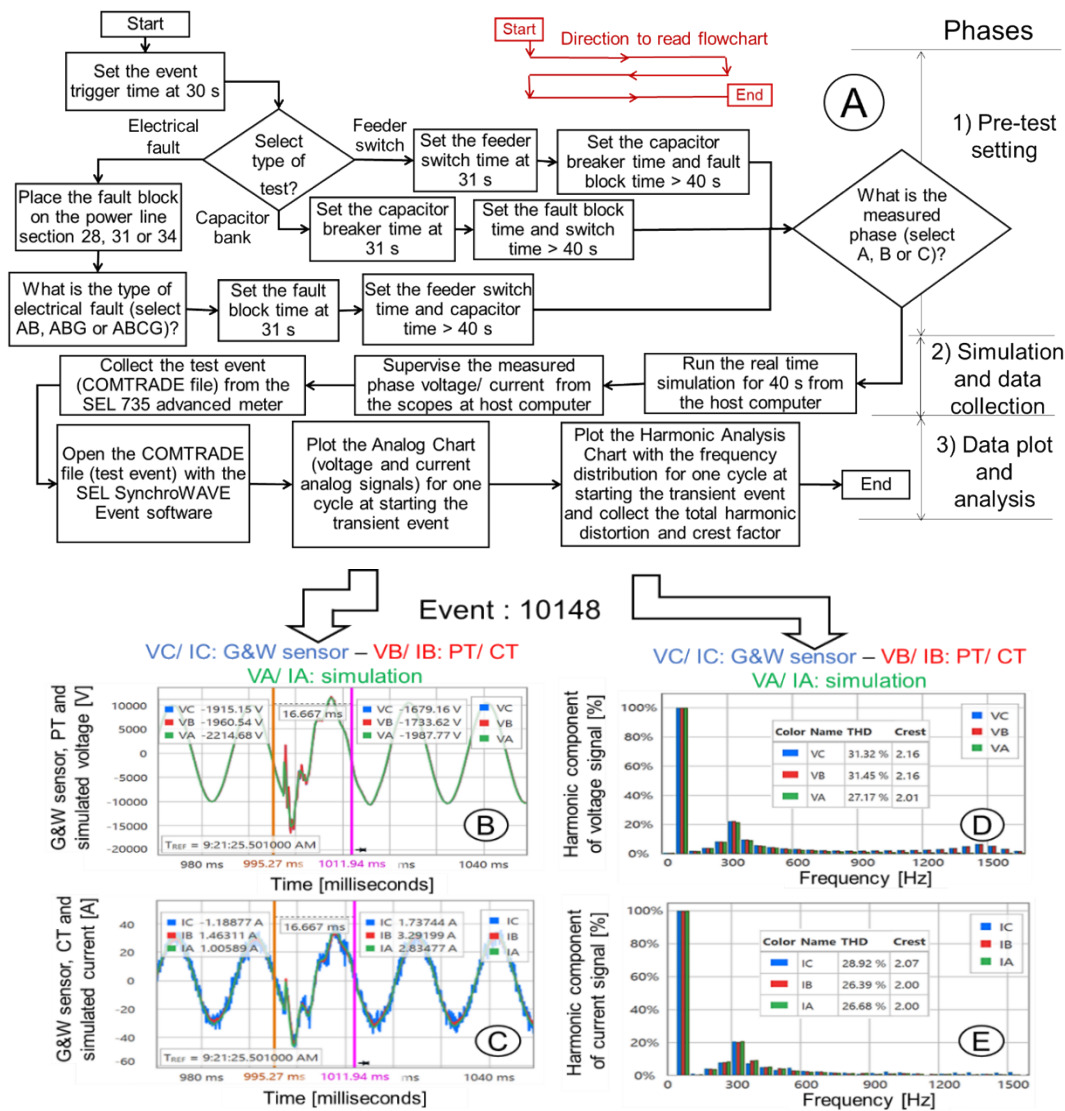 Start
Set the event
trigger time at 30 s
Start
Direction to read flowchart
End
Phases
A
1) Pre-test
setting
Electrical
fault
Select
type of
test?
Feeder
switch
Set the feeder
switch time at
31 s
Set the capacitor
breaker time and fault
block time > 40 s
Place the fault block
on the power line
section 28, 31 or 34
Capacitor
bank
Set the capacitor
breaker time at
31 s
Set the fault block
time and switch
time > 40 s
What is the
measured
phase (select
A, B or C)?
What is the type of
electrical fault (select
AB, ABG or ABCG)?
Set the fault
block time at
31 s
Set the feeder switch
time and capacitor
time > 40 s
Collect the test event
(COMTRADE file) from the
SEL 735 advanced meter
Supervise the measured
phase voltage/ current from
the scopes at host computer
Run the real time
simulation for 40 s from
the host computer
2) Simulation
and data
collection
Open the COMTRADE
file (test event) with the
SEL SynchroWAVE
Event software
Plot the Analog Chart
(voltage and current
analog signals) for one
cycle at starting the
transient event
Plot the Harmonic Analysis
Chart with the frequency
distribution for one cycle at
starting the transient event
and collect the total harmonic
distortion and crest factor
End
3) Data plot
and
analysis
Event : 10148
VC/ IC: G&W sensor – VB/ IB: PT/ CT
VA/ IA: simulation
G&W sensor, PT and
simulated voltage [V]
10000
5000
0
-5000
-10000
-15000
-20000
VC -1915.15 V
VB -1960.54 V
VA -2214.68 V
16.667 ms
VC -1679.16 V
VB -1733.62 V
VA -1987.77 V
VC
VB
VA
B
TREF = 9:21:25.501000 AM
980 ms
995.27 ms
1011.94 ms
ms
1040 ms
Time [milliseconds]
G&W sensor, CT and
simulated current [A]
40
20
0
-20
-40
-60
IC -1.18877 A
IB 1.46311 A
IA 1.00589 A
16.667 ms
IC 1.73744 A
IB 3.29199 A
IA 2.83477 A
IC
IB
IA
C
TREF = 9:21:25.501000 AM
980 ms
995.27 ms
1011.94 ms
ms
1040 ms
Time [milliseconds]
VC/ IC: G&W sensor – VB/ IB: PT/ CT
VA/ IA: simulation
Harmonic component
of voltage signal [%]
100%
80%
60%
40%
20%
0%
Color Name THD Crest
VC 31.32 % 2.16
VB 31.45 % 2.16
VA 27.17 % 2.01
VC
VB
VA
D
300 600 900 1200 1500
Frequency [Hz]
Harmonic component
of current signal [%]
100%
80%
60%
40%
20%
0%
Color Name THD Crest
IC 28.92 % 2.07
IB 26.39 % 2.00
IA 26.68 % 2.00
IC
IB
IA
E
300 600 900 1200 1500
Frequency [Hz]